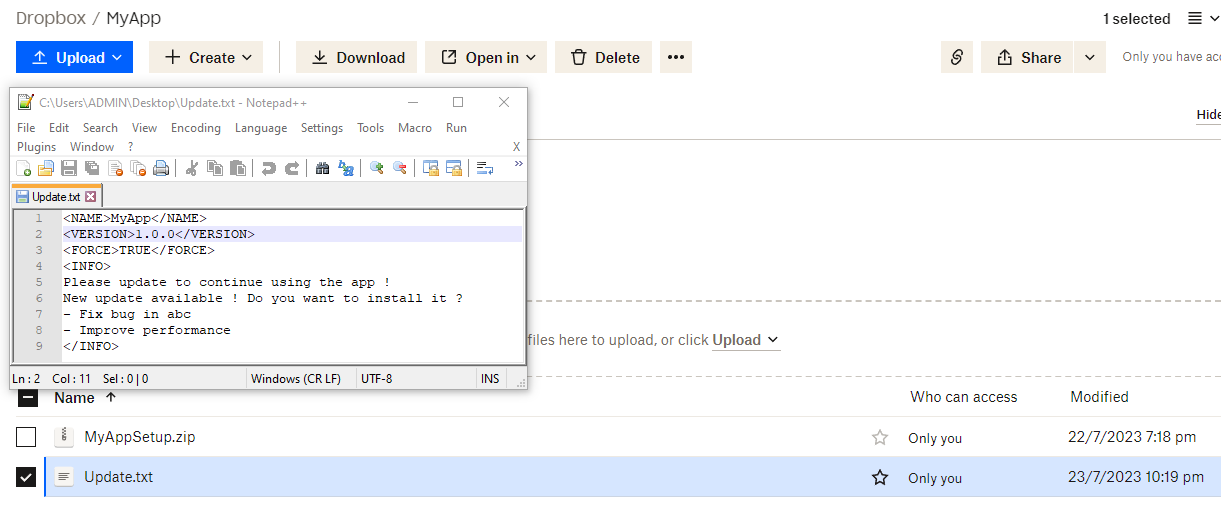 Dropbox / MyApp
1 selected
Upload
Create
Download
Open in
Delete
Share
Only you have acc
C:\Users\ADMIN\Desktop\Update.txt - Notepad++
File Edit Search View Encoding Language Settings Tools Macro Run
Plugins Window ? X
Hide
Update.txt
1 <NAME>MyApp</NAME>
2 <VERSION>1.0.0</VERSION>
3 <FORCE>TRUE</FORCE>
4 <INFO>
5 Please update to continue using the app !
6 New update available ! Do you want to install it ?
7 - Fix bug in abc
8 - Improve performance
9 </INFO>
files here to upload, or click Upload
Ln : 2 Col : 11 Sel : 0 | 0 Windows (CR LF) UTF-8 INS
Name Who can access Modified
MyAppSetup.zip Only you 22/7/2023 7:18 pm
Update.txt Only you 23/7/2023 10:19 pm